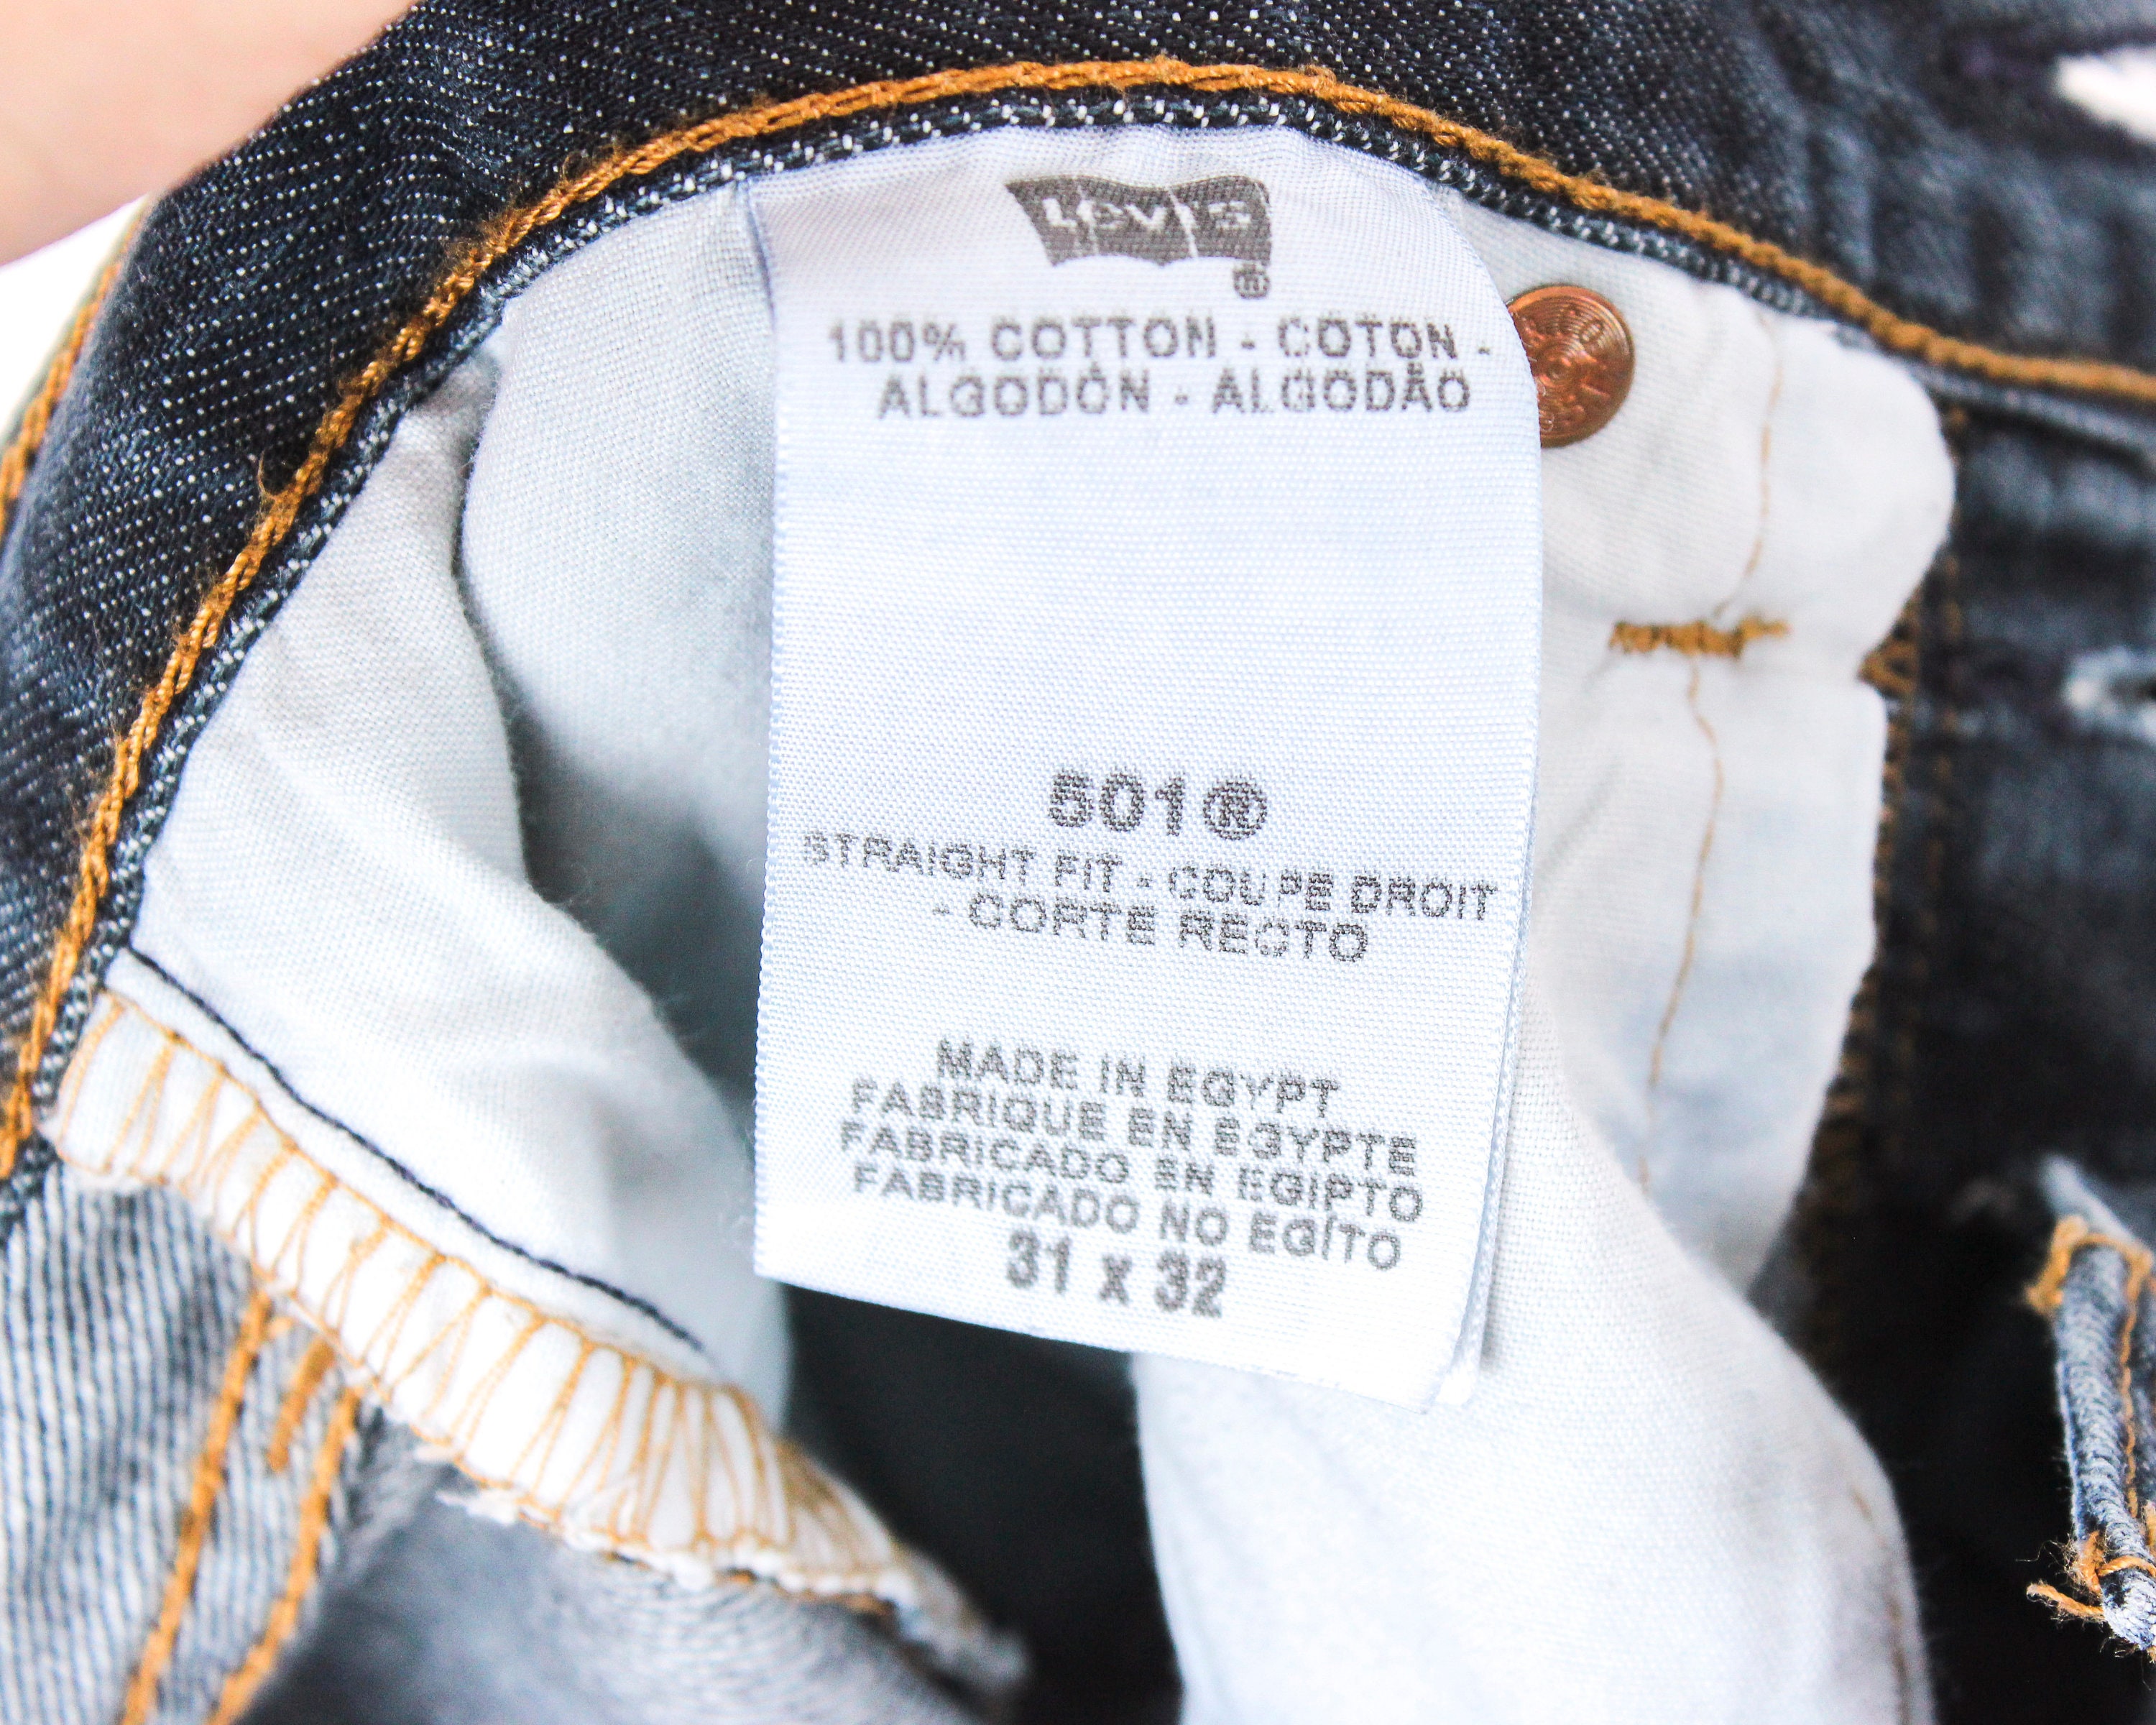 Levi's
®
100% COTTON - COTON -
ALGODÓN - ALGODÃO
501®
STRAIGHT FIT - COUPE DROIT
- CORTE RECTO
MADE IN EGYPT
FABRIQUE EN EGYPTE
FABRICADO EN EGIPTO
FABRICADO NO EGÍTO
31 x 32